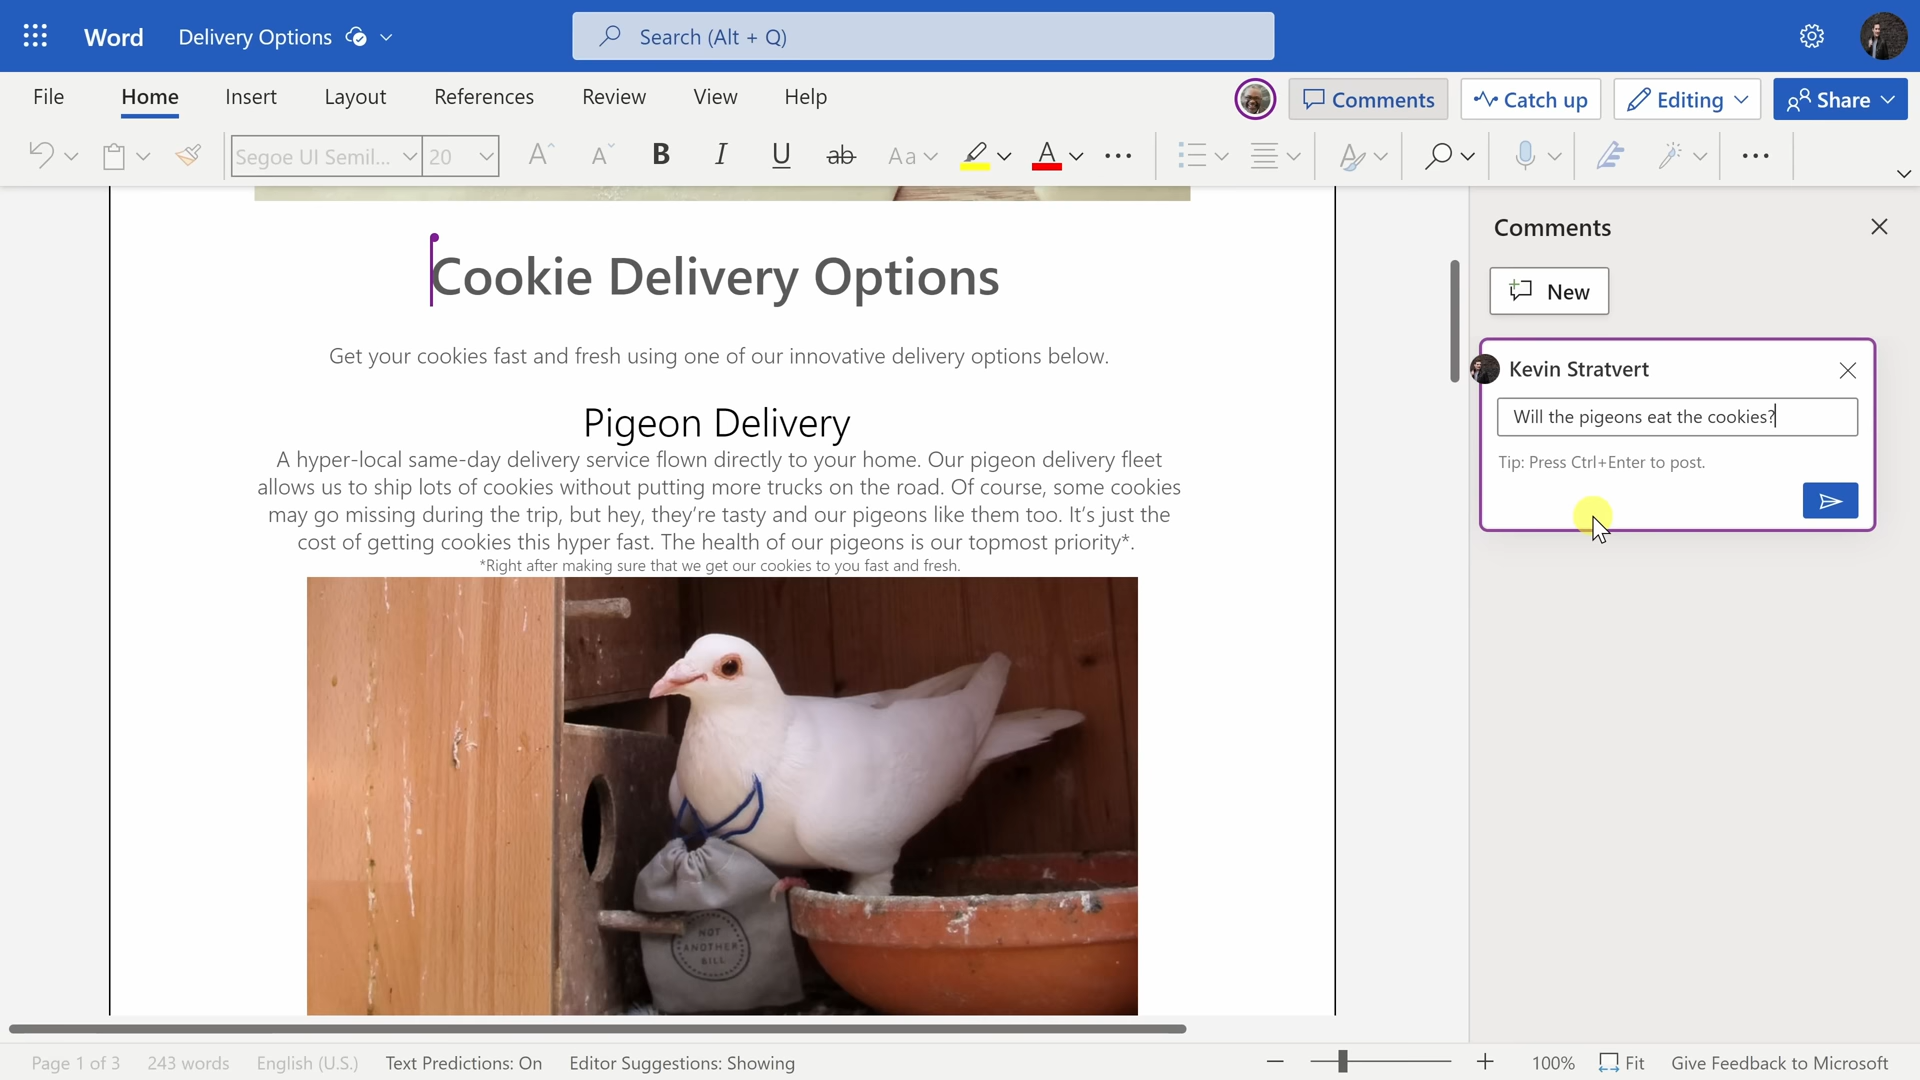 Word
Delivery Options
Search (Alt + Q)
File
Home
Insert
Layout
References
Review
View
Help
Comments
Catch up
Editing
Share
Segoe UI Semil...
20
B
I
U
ab
Aa
A
Cookie Delivery Options
Get your cookies fast and fresh using one of our innovative delivery options below.
Pigeon Delivery
A hyper-local same-day delivery service flown directly to your home. Our pigeon delivery fleet
allows us to ship lots of cookies without putting more trucks on the road. Of course, some cookies
may go missing during the trip, but hey, they’re tasty and our pigeons like them too. It’s just the
cost of getting cookies this hyper fast. The health of our pigeons is our topmost priority*.
*Right after making sure that we get our cookies to you fast and fresh.
NOT
ANOTHER
BILL
Comments
New
Kevin Stratvert
Will the pigeons eat the cookies?
Tip: Press Ctrl+Enter to post.
Page 1 of 3
243 words
English (U.S.)
Text Predictions: On
Editor Suggestions: Showing
100%
Fit
Give Feedback to Microsoft